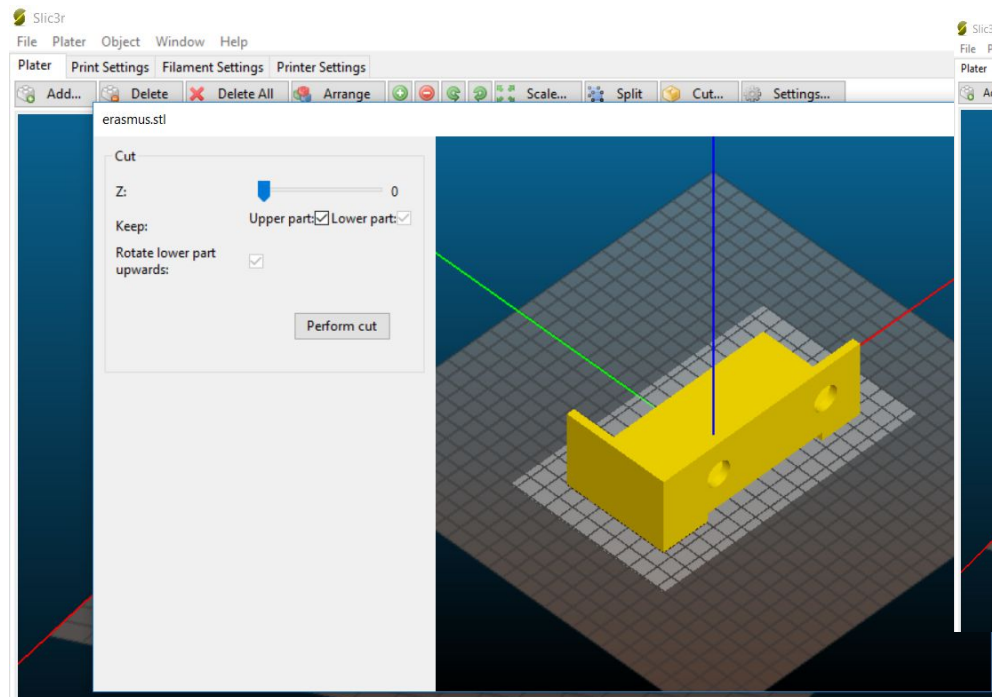 Slic3r
File Plater Object Window Help
Plater Print Settings Filament Settings Printer Settings
Add... Delete Delete All Arrange Scale... Split Cut... Settings...
erasmus.stl
Cut
Z: 0
Keep: Upper part: Lower part:
Rotate lower part
upwards:
Perform cut
File
Plater